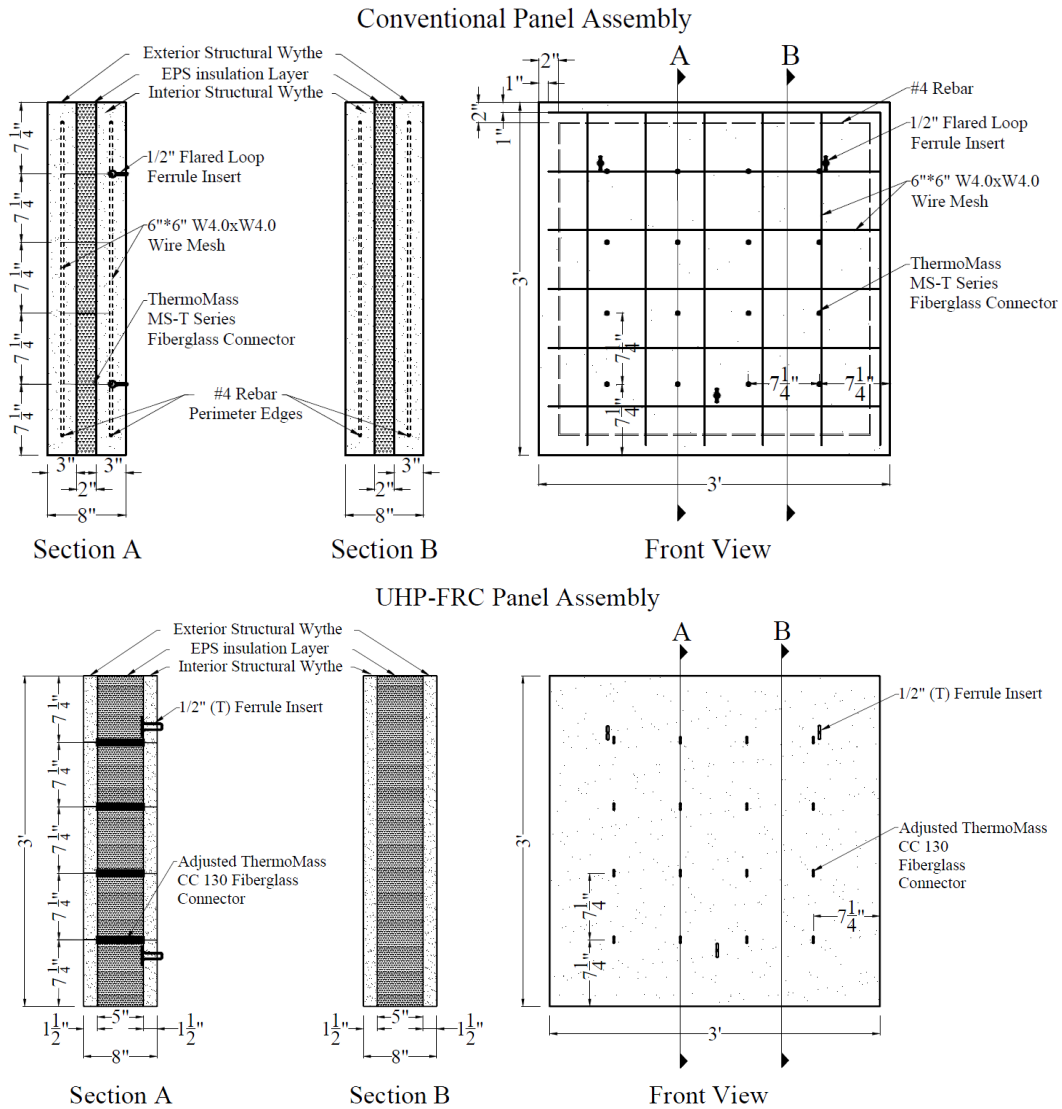 Conventional Panel Assembly
Exterior Structural Wythe
EPS insulation Layer
Interior Structural Wythe
7 1/4"
7 1/4"
7 1/4"
7 1/4"
7 1/4"
1/2" Flared Loop
Ferrule Insert
6"*6" W4.0xW4.0
Wire Mesh
ThermoMass
MS-T Series
Fiberglass Connector
#4 Rebar
Perimeter Edges
3"
3"
2"
8"
Section A
3"
2"
8"
Section B
A
B
2"
1"
2"
1"
#4 Rebar
1/2" Flared Loop
Ferrule Insert
6"*6" W4.0xW4.0
Wire Mesh
ThermoMass
MS-T Series
Fiberglass Connector
3'
7 1/4"
7 1/4"
7 1/4"
7 1/4"
3'
Front View
UHP-FRC Panel Assembly
Exterior Structural Wythe
EPS insulation Layer
Interior Structural Wythe
3'
7 1/4"
7 1/4"
7 1/4"
7 1/4"
7 1/4"
1/2" (T) Ferrule Insert
Adjusted ThermoMass
CC 130 Fiberglass
Connector
5"
1 1/2"
1 1/2"
8"
Section A
5"
1 1/2"
1 1/2"
8"
Section B
A
B
1/2" (T) Ferrule Insert
Adjusted ThermoMass
CC 130
Fiberglass
Connector
3'
7 1/4"
7 1/4"
7 1/4"
3'
Front View